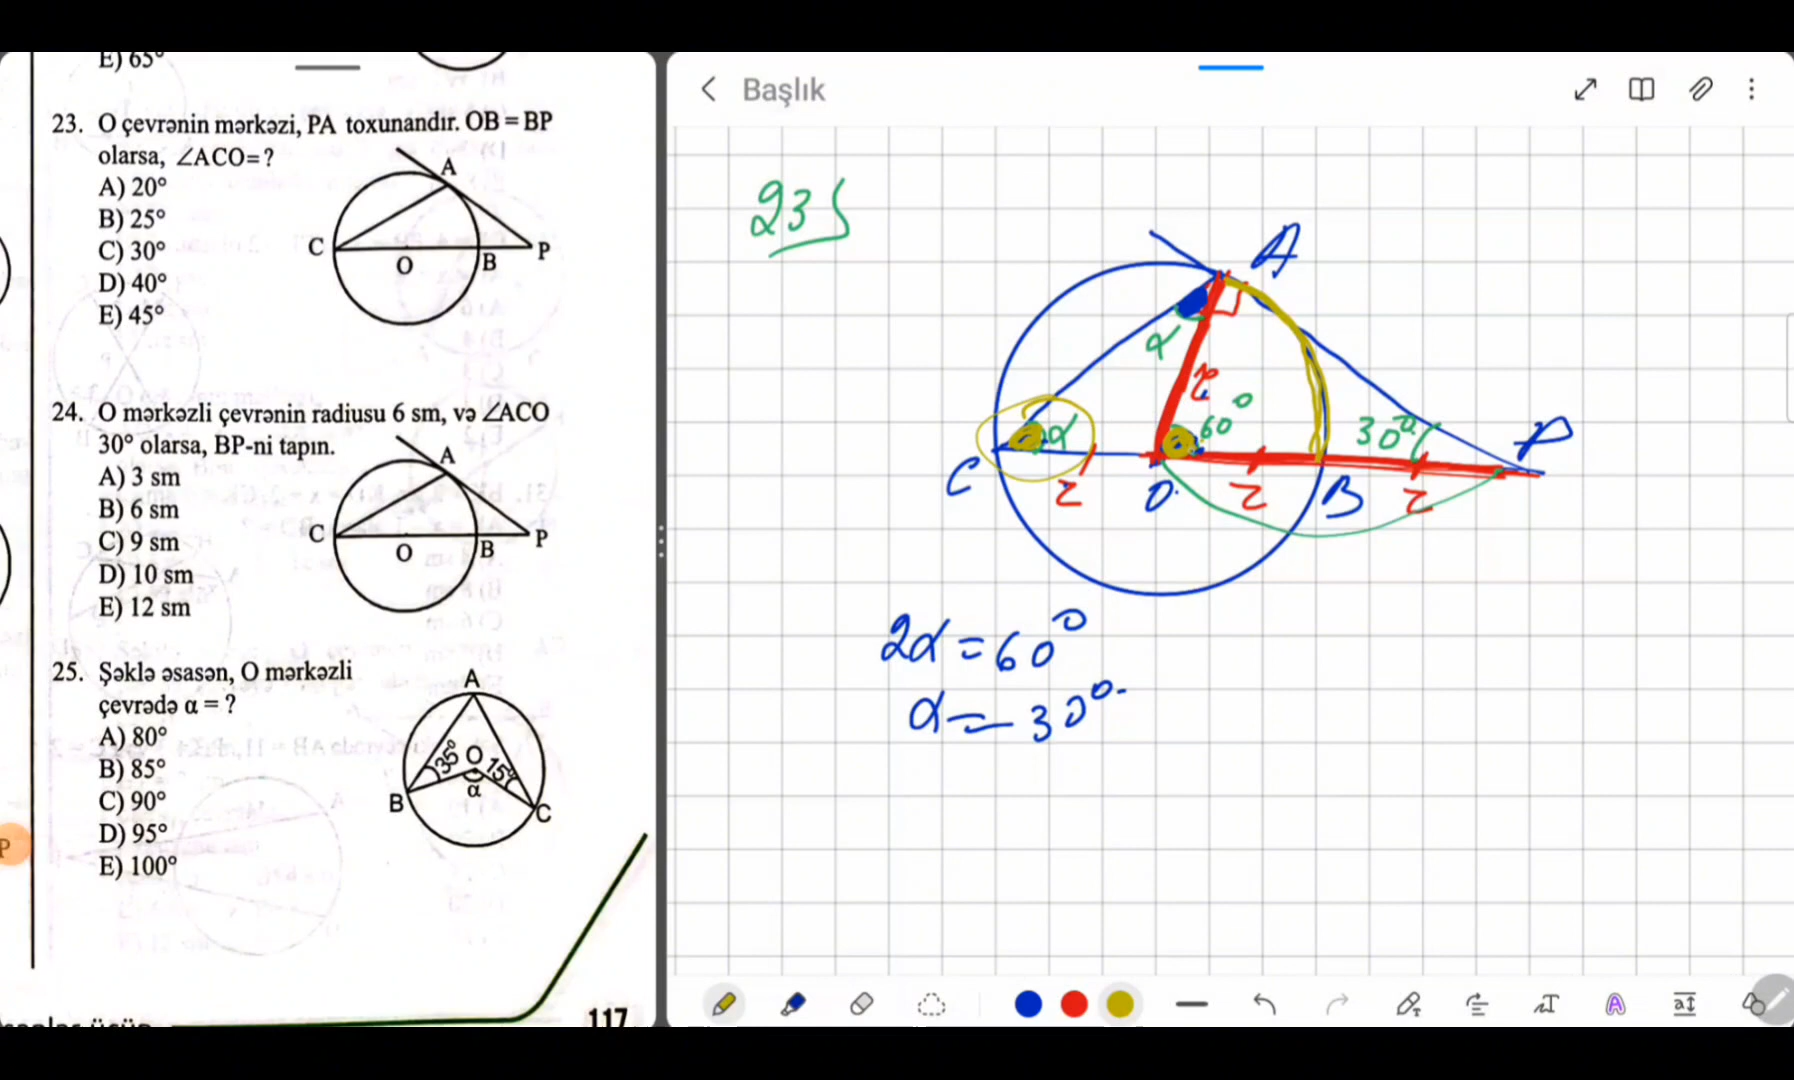 E) 65°
23. O çevrənin mərkəzi, PA toxunandır. OB = BP
olarsa, ∠ACO= ?
A) 20°
B) 25°
C) 30°
D) 40°
E) 45°
A
C
O
B
P
24. O mərkəzli çevrənin radiusu 6 sm, və ∠ACO
30° olarsa, BP-ni tapın.
A) 3 sm
B) 6 sm
C) 9 sm
D) 10 sm
E) 12 sm
A
C
O
B
P
25. Şəklə əsasən, O mərkəzli
çevrədə α = ?
A) 80°
B) 85°
C) 90°
D) 95°
E) 100°
A
35°
O
15°
α
B
C
P
117
Başlık
23
A
α
r
60°
30°
P
C
α
r
O
r
B
r
2α = 60°
α = 30°.